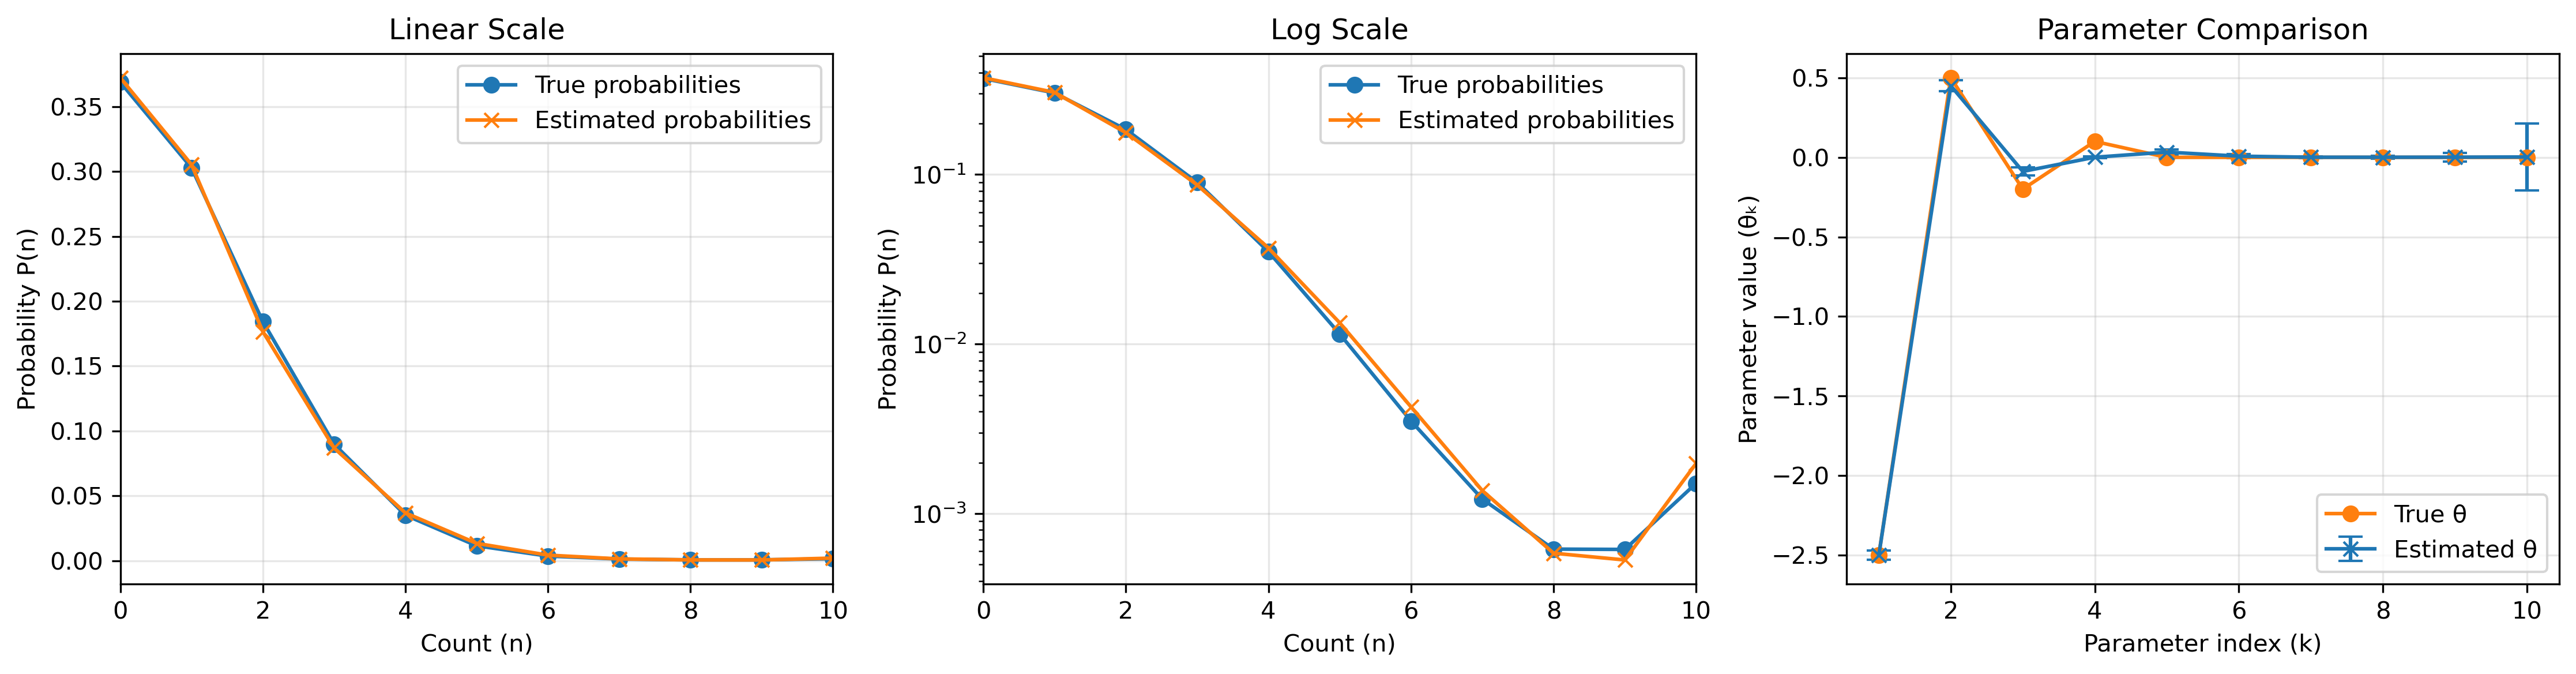 Linear Scale
Probability P(n)
0.35
0.30
0.25
0.20
0.15
0.10
0.05
0.00
True probabilities
Estimated probabilities
0 2 4 6 8 10
Count (n)
Log Scale
Probability P(n)
10⁻¹
10⁻²
10⁻³
True probabilities
Estimated probabilities
0 2 4 6 8 10
Count (n)
Parameter Comparison
Parameter value (θₖ)
0.5
0.0
−0.5
−1.0
−1.5
−2.0
−2.5
True θ
Estimated θ
2 4 6 8 10
Parameter index (k)